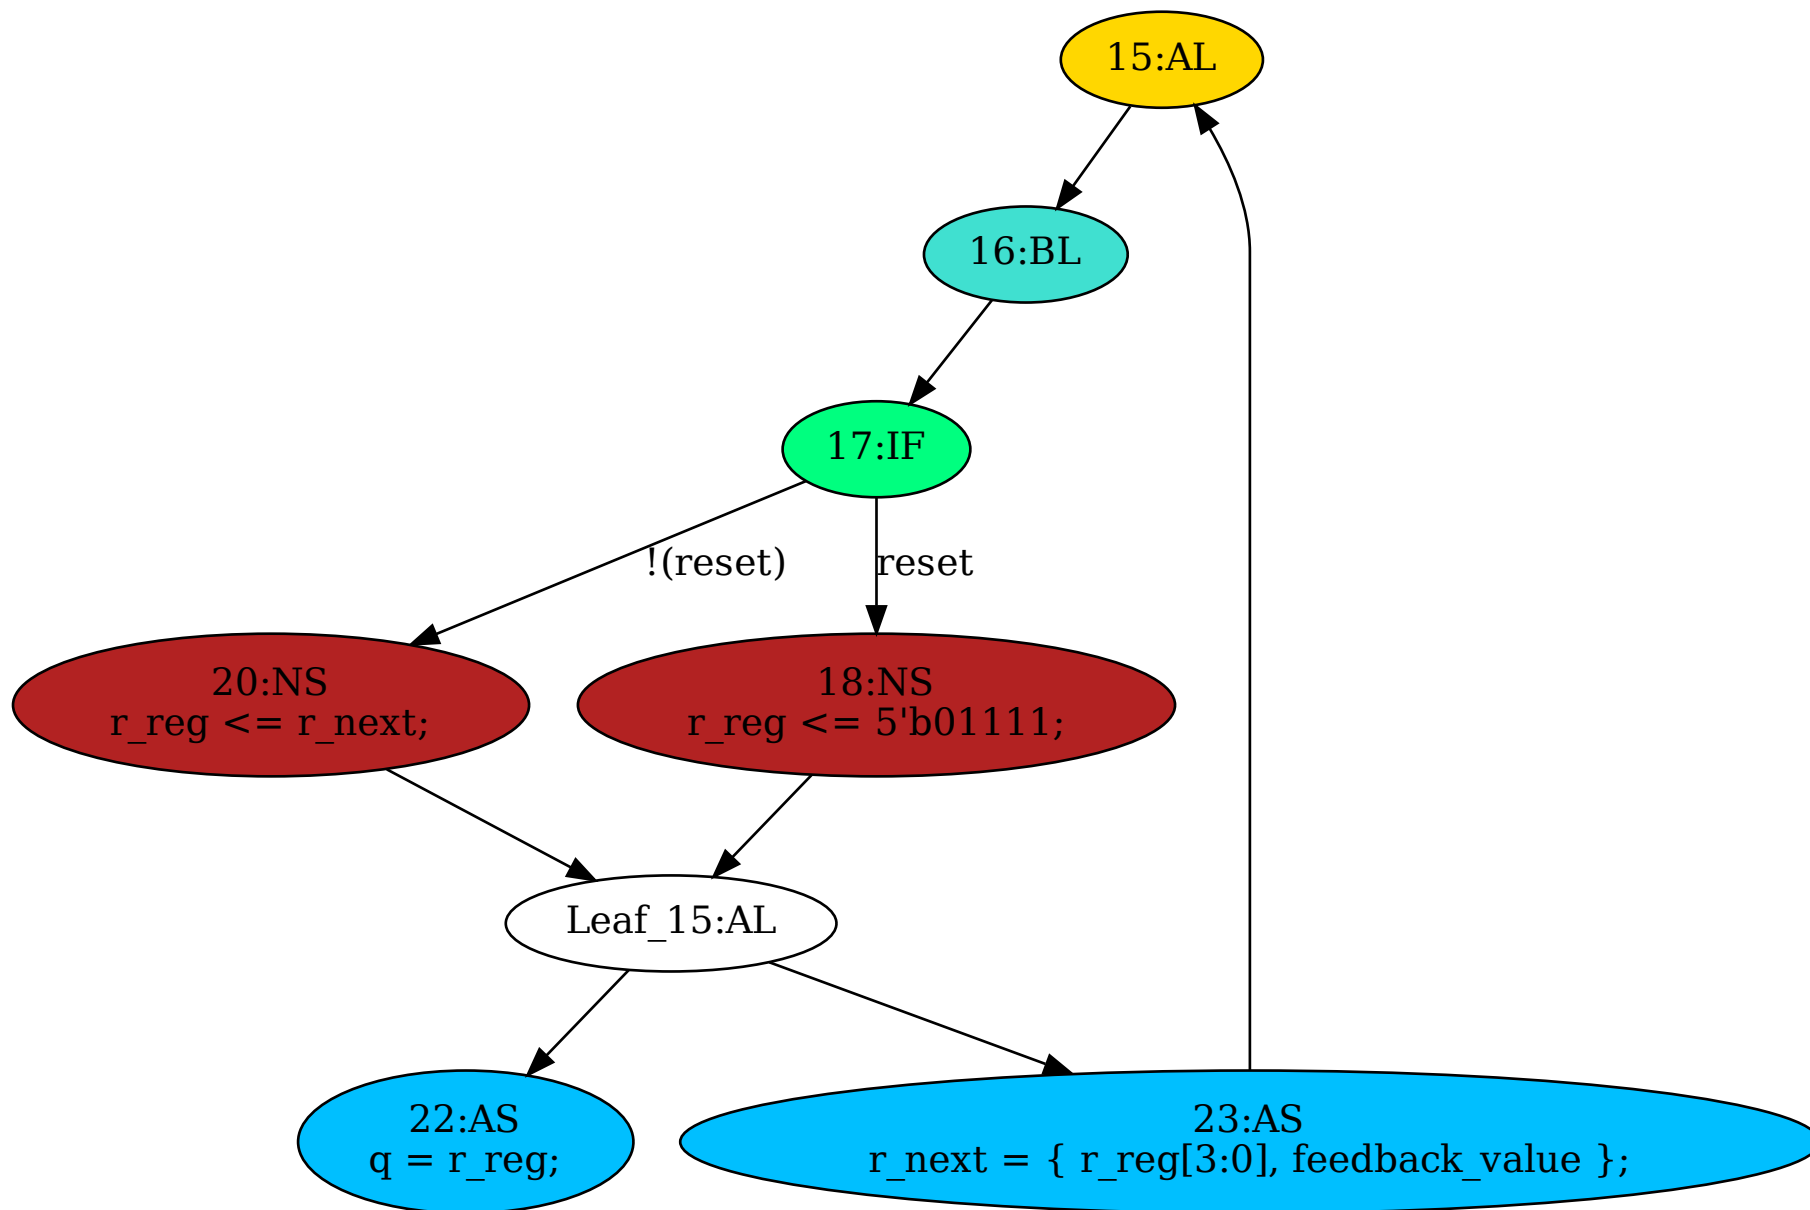 15:AL
16:BL
17:IF
!(reset)
reset
20:NS
r_reg <= r_next;
18:NS
r_reg <= 5'b01111;
Leaf_15:AL
22:AS
q = r_reg;
23:AS
r_next = { r_reg[3:0], feedback_value };